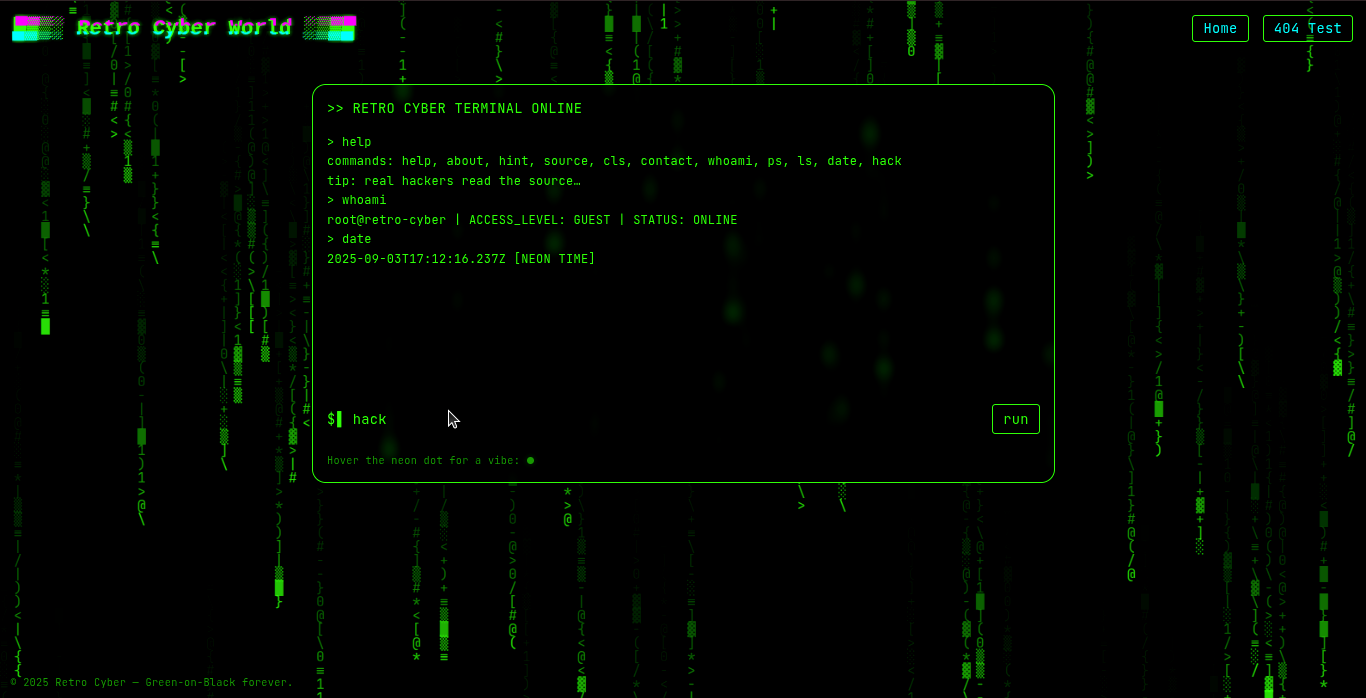 Retro Cyber World
Home
404 Test
>> RETRO CYBER TERMINAL ONLINE
> help
commands: help, about, hint, source, cls, contact, whoami, ps, ls, date, hack
tip: real hackers read the source…
> whoami
root@retro-cyber | ACCESS_LEVEL: GUEST | STATUS: ONLINE
> date
2025-09-03T17:12:16.237Z [NEON TIME]
$ hack
run
Hover the neon dot for a vibe:
© 2025 Retro Cyber — Green-on-Black forever.